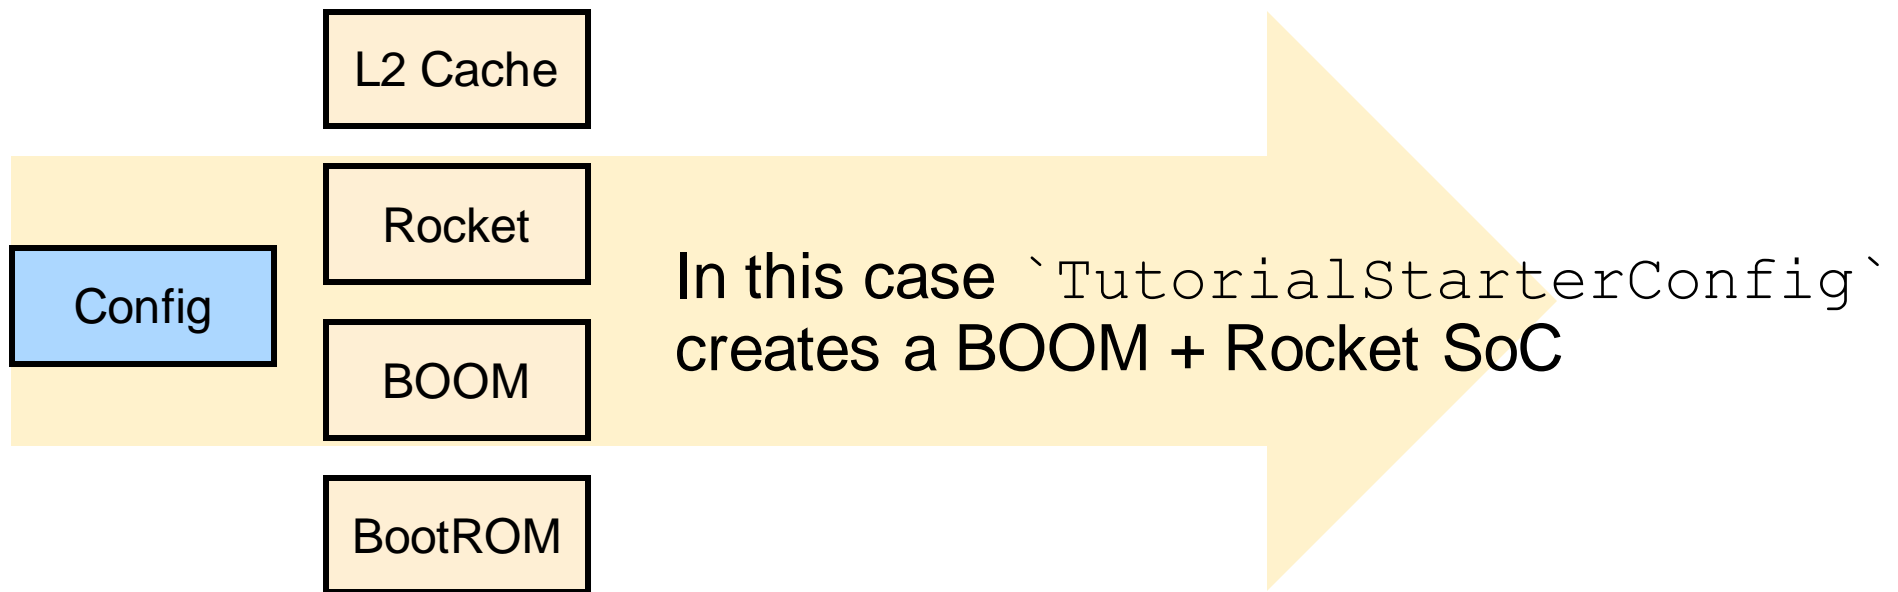 L2 Cache
Rocket
Config
BOOM
BootROM
In this case `TutorialStarterConfig`
creates a BOOM + Rocket SoC